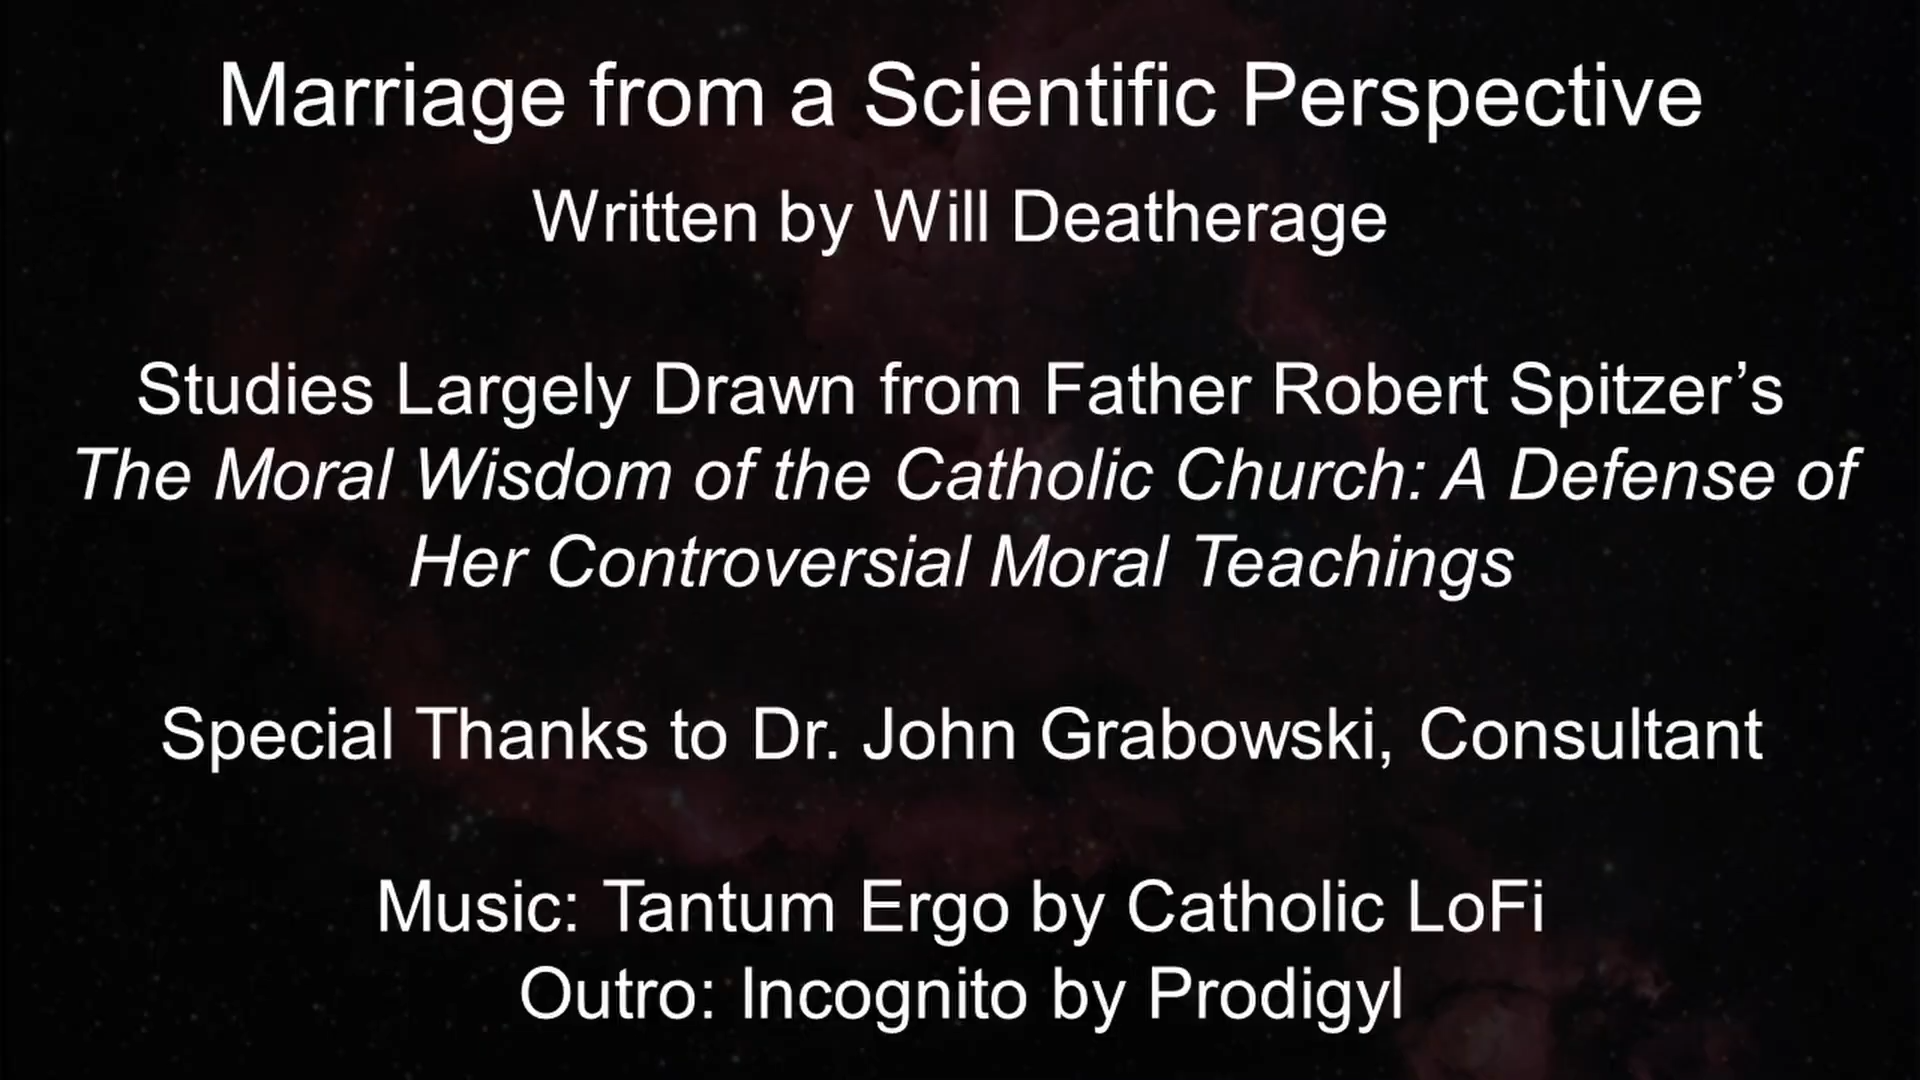 Marriage from a Scientific Perspective
Written by Will Deatherage
Studies Largely Drawn from Father Robert Spitzer’s
The Moral Wisdom of the Catholic Church: A Defense of
Her Controversial Moral Teachings
Special Thanks to Dr. John Grabowski, Consultant
Music: Tantum Ergo by Catholic LoFi
Outro: Incognito by Prodigyl